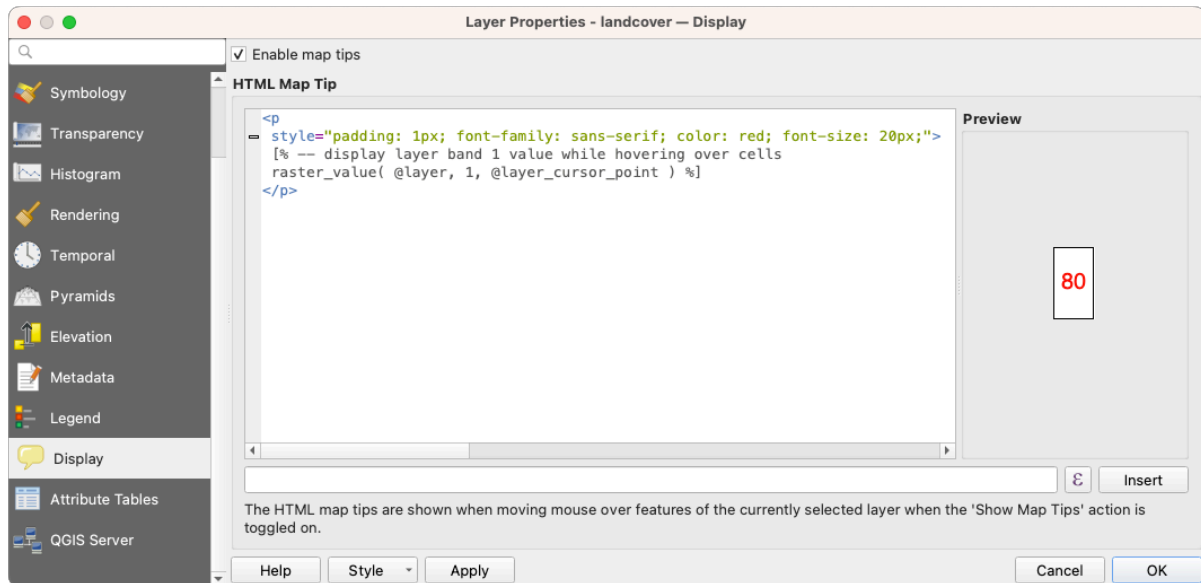 Layer Properties - landcover — Display
Enable map tips
HTML Map Tip
Symbology
Transparency
Histogram
Rendering
Temporal
Pyramids
Elevation
Metadata
Legend
Display
Attribute Tables
QGIS Server
<p
style="padding: 1px; font-family: sans-serif; color: red; font-size: 20px;">
[% -- display layer band 1 value while hovering over cells
raster_value( @layer, 1, @layer_cursor_point ) %]
</p>
Preview
80
ε
Insert
The HTML map tips are shown when moving mouse over features of the currently selected layer when the 'Show Map Tips' action is
toggled on.
Help
Style
Apply
Cancel
OK